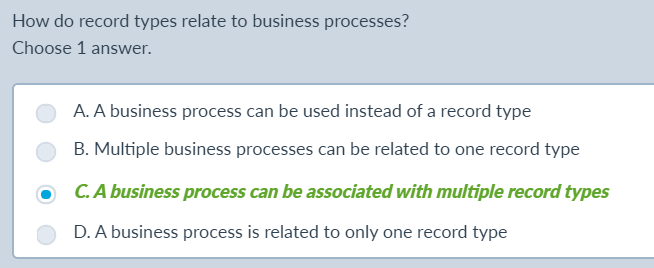 How do record types relate to business processes?
Choose 1 answer.
A. A business process can be used instead of a record type
B. Multiple business processes can be related to one record type
C. A business process can be associated with multiple record types
D. A business process is related to only one record type